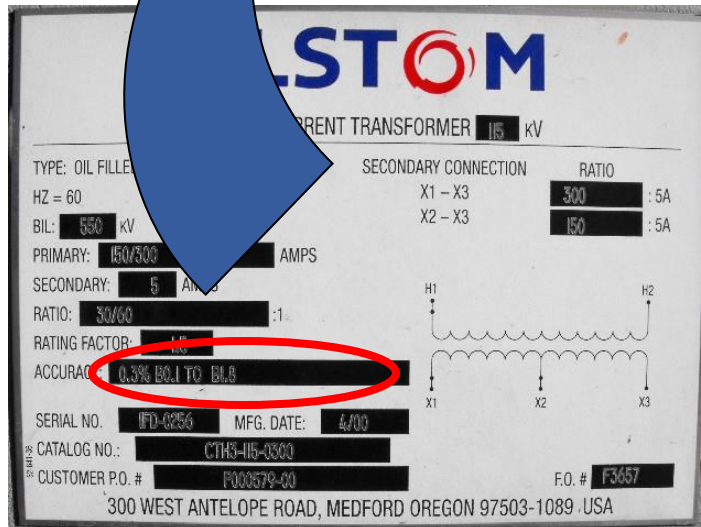 LSTOM
RRENT TRANSFORMER 115 KV
TYPE: OIL FILLE
SECONDARY CONNECTION RATIO
HZ = 60
X1 – X3 300 : 5A
BIL: 550 KV
X2 – X3 150 : 5A
PRIMARY: 150/300 AMPS
SECONDARY: 5
RATIO: 30/60 :1
H1 H2
RATING FACTOR: 1.5
ACCURACY: 0.3% B0.1 TO B1.8
X1 X2 X3
SERIAL NO. IFD-0256 MFG. DATE: 4/00
CATALOG NO.: CTH3-115-0300
CUSTOMER P.O. # P000579-00
F.O. # F3657
300 WEST ANTELOPE ROAD, MEDFORD OREGON 97503-1089 USA